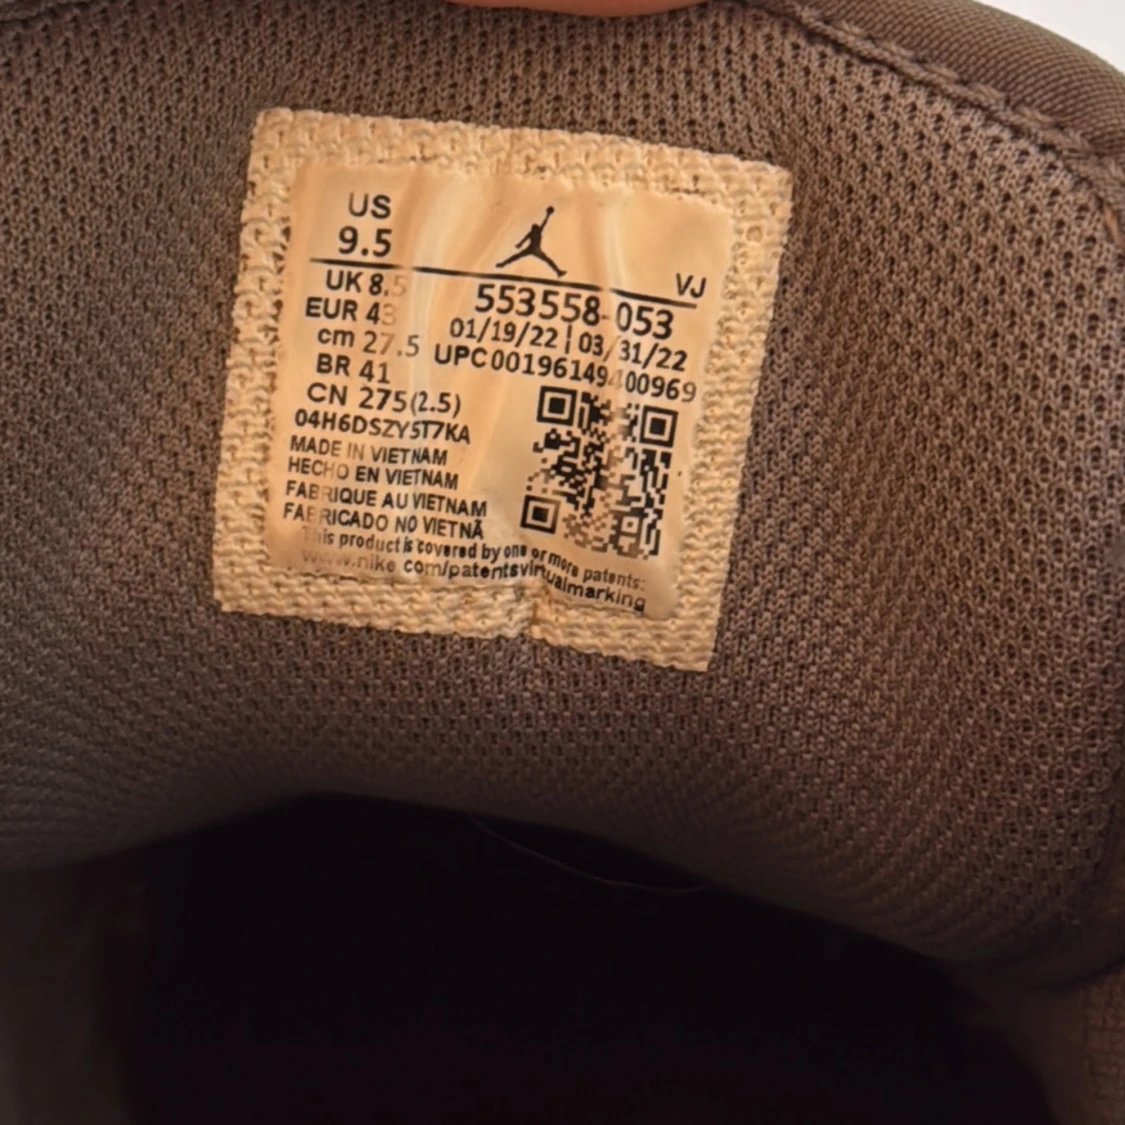 US
9.5
VJ
UK 8.5
EUR 43
cm 27.5
BR 41
CN 275(2.5)
553558-053
01/19/22 | 03/31/22
UPC00196149400969
04H6DSZY5T7KA
MADE IN VIETNAM
HECHO EN VIETNAM
FABRIQUE AU VIETNAM
FABRICADO NO VIETNÃ
This product is covered by one or more patents:
www.nike.com/patentsvirtualmarking